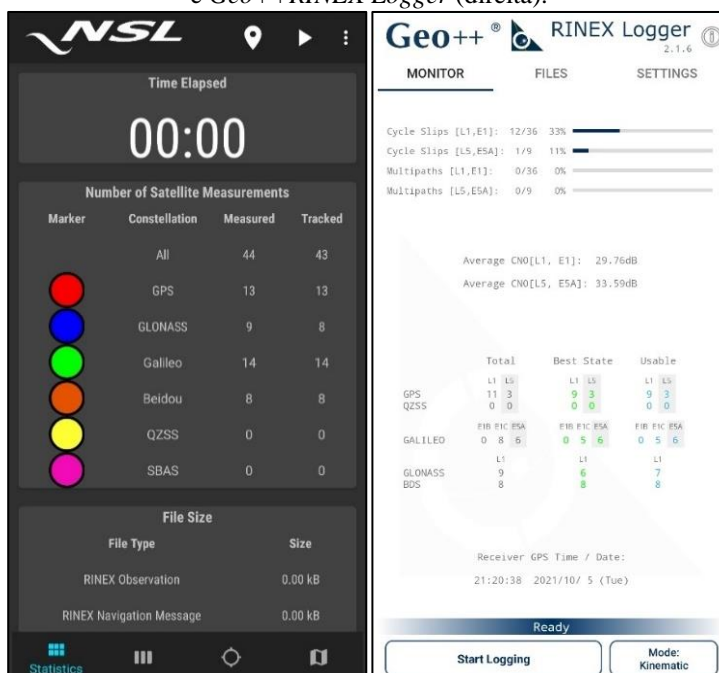 e Geo++RINEX Logger (direita).
NSL
Time Elapsed
00:00
Number of Satellite Measurements
Marker Constellation Measured Tracked
All 44 43
GPS 13 13
GLONASS 9 8
Galileo 14 14
Beidou 8 8
QZSS 0 0
SBAS 0 0
File Size
File Type Size
RINEX Observation 0.00 kB
RINEX Navigation Message 0.00 kB
Statistics
Geo++ ® RINEX Logger
2.1.6
MONITOR FILES SETTINGS
Cycle Slips [L1,E1]: 12/36 33%
Cycle Slips [L5,E5A]: 1/9 11%
Multipaths [L1,E1]: 0/36 0%
Multipaths [L5,E5A]: 0/9 0%
Average CN0[L1, E1]: 29.76dB
Average CN0[L5, E5A]: 33.59dB
Total Best State Usable
L1 L5 L1 L5 L1 L5
GPS 11 3 9 3 9 3
QZSS 0 0 0 0 0 0
E1B E1C E5A E1B E1C E5A E1B E1C E5A
GALILEO 0 8 6 0 5 6 0 5 6
L1 L1 L1
GLONASS 9 6 7
BDS 8 8 8
Receiver GPS Time / Date:
21:20:38 2021/10/ 5 (Tue)
Ready
Start Logging
Mode:
Kinematic